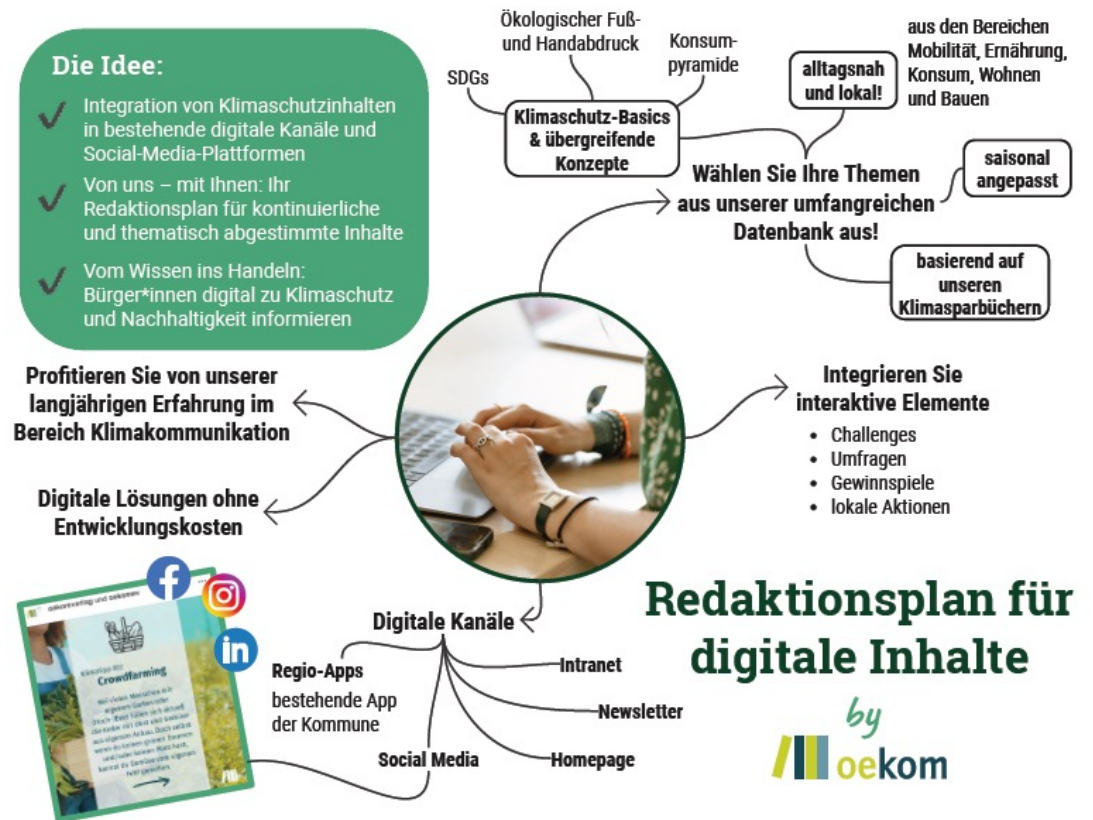 Die Idee:
Integration von Klimaschutzinhalten
in bestehende digitale Kanäle und
Social-Media-Plattformen
Von uns – mit Ihnen: Ihr
Redaktionsplan für kontinuierliche
und thematisch abgestimmte Inhalte
Vom Wissen ins Handeln:
Bürger*innen digital zu Klimaschutz
und Nachhaltigkeit informieren
SDGs
Ökologischer Fuß-
und Handabdruck
Konsum-
pyramide
Klimaschutz-Basics
& übergreifende
Konzepte
alltagsnah
und lokal!
aus den Bereichen
Mobilität, Ernährung,
Konsum, Wohnen
und Bauen
Wählen Sie Ihre Themen
aus unserer umfangreichen
Datenbank aus!
saisonal
angepasst
basierend auf
unseren
Klimasparbüchern
Profitieren Sie von unserer
langjährigen Erfahrung im
Bereich Klimakommunikation
Digitale Lösungen ohne
Entwicklungskosten
Integrieren Sie
interaktive Elemente
• Challenges
• Umfragen
• Gewinnspiele
• lokale Aktionen
Digitale Kanäle
Regio-Apps
bestehende App
der Kommune
Social Media
Intranet
Newsletter
Homepage
oekomverlag und
Crowdfarming
Redaktionsplan für
digitale Inhalte
by
oekom